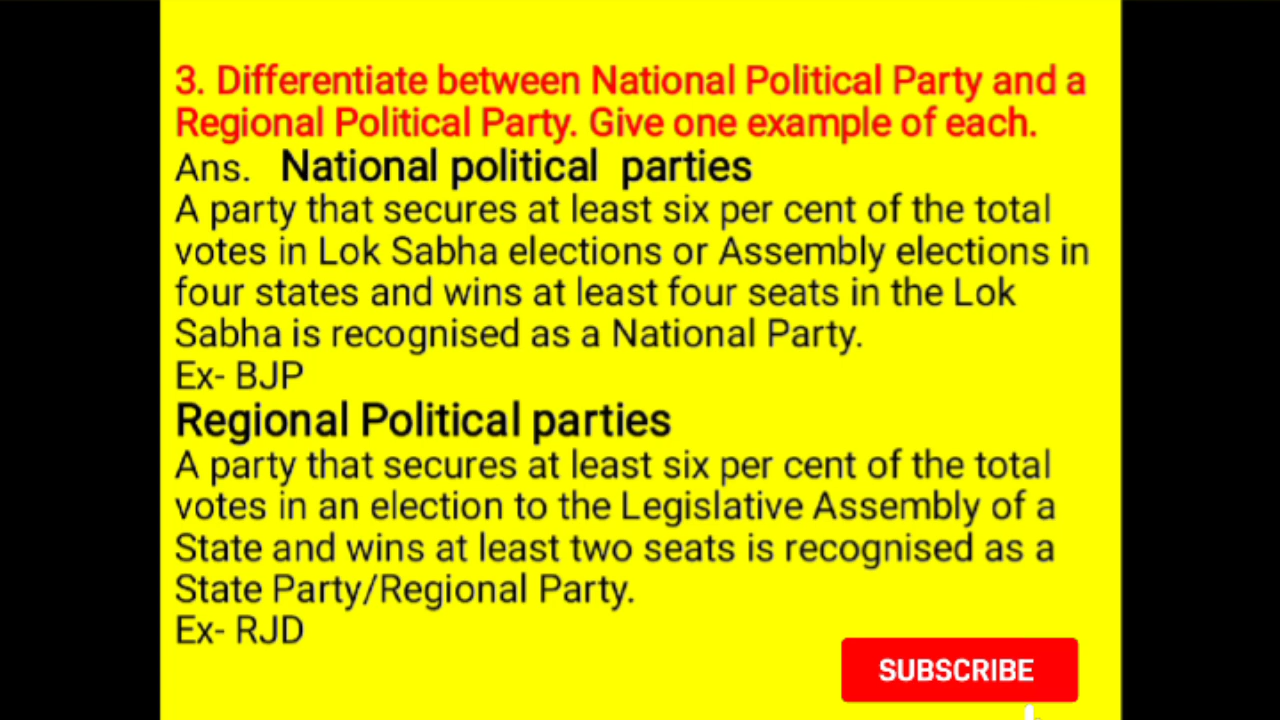 3. Differentiate between National Political Party and a
Regional Political Party. Give one example of each.
Ans. National political parties
A party that secures at least six per cent of the total
votes in Lok Sabha elections or Assembly elections in
four states and wins at least four seats in the Lok
Sabha is recognised as a National Party.
Ex- BJP
Regional Political parties
A party that secures at least six per cent of the total
votes in an election to the Legislative Assembly of a
State and wins at least two seats is recognised as a
State Party/Regional Party.
Ex- RJD
SUBSCRIBE